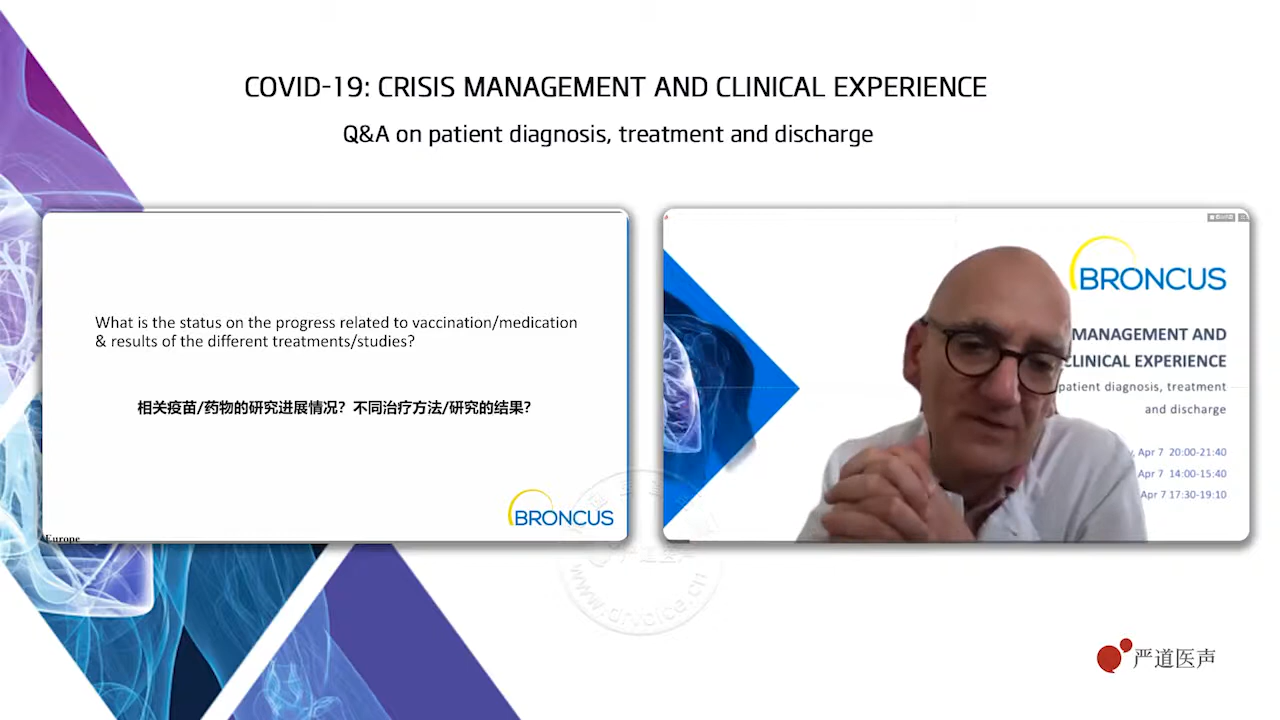 COVID-19: CRISIS MANAGEMENT AND CLINICAL EXPERIENCE
Q&A on patient diagnosis, treatment and discharge
What is the status on the progress related to vaccination/medication
& results of the different treatments/studies?
相关疫苗/药物的研究进展情况？不同治疗方法/研究的结果？
BRONCUS
Europe
BRONCUS
MANAGEMENT AND
CLINICAL EXPERIENCE
patient diagnosis, treatment
and discharge
Apr 7 20:00-21:40
Apr 7 14:00-15:40
Apr 7 17:30-19:10
www.drvoice.cn
严道医声